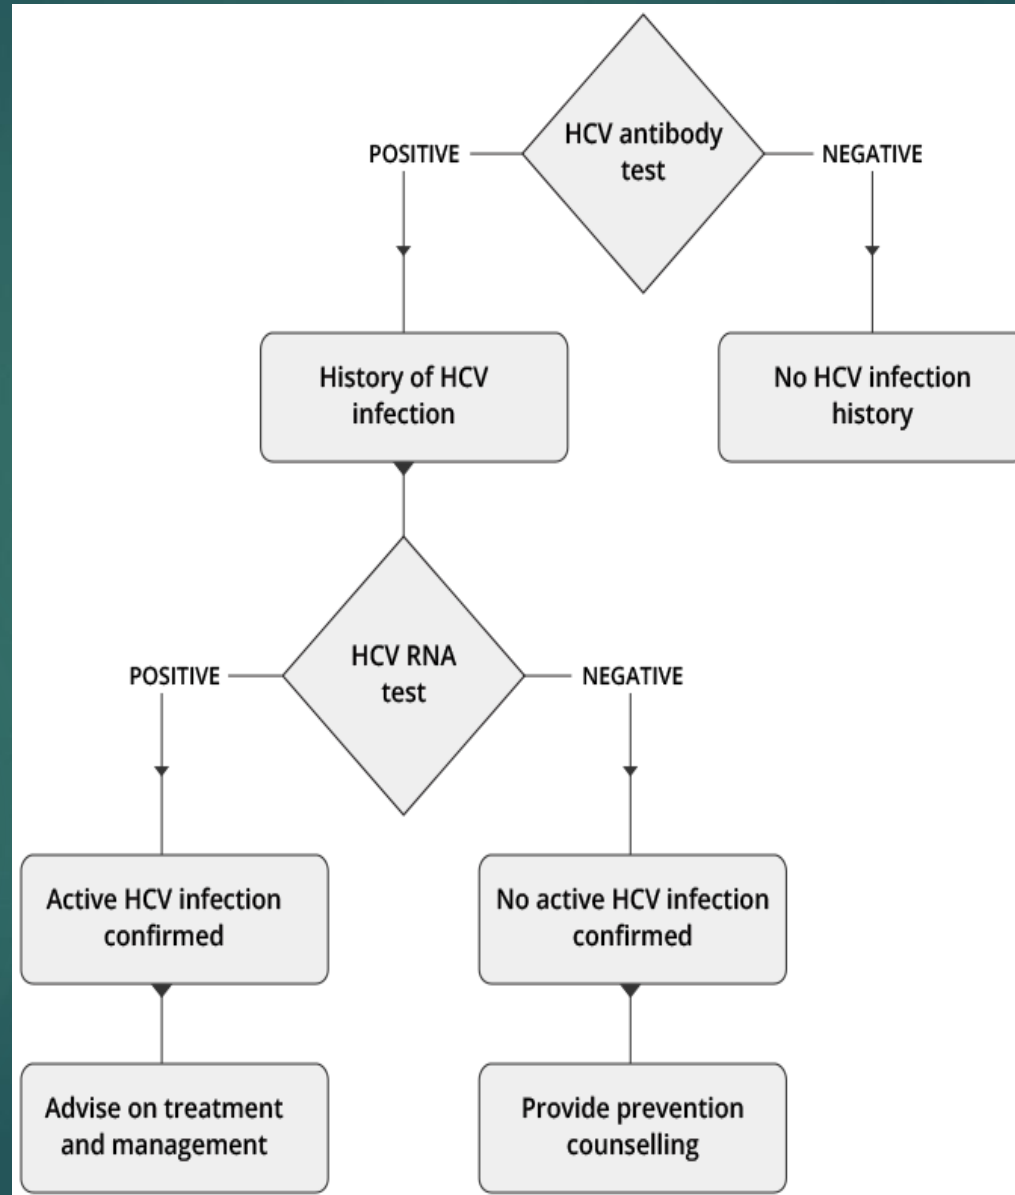 HCV antibody
test
POSITIVE
NEGATIVE
History of HCV
infection
No HCV infection
history
HCV RNA
test
POSITIVE
NEGATIVE
Active HCV infection
confirmed
No active HCV infection
confirmed
Advise on treatment
and management
Provide prevention
counselling